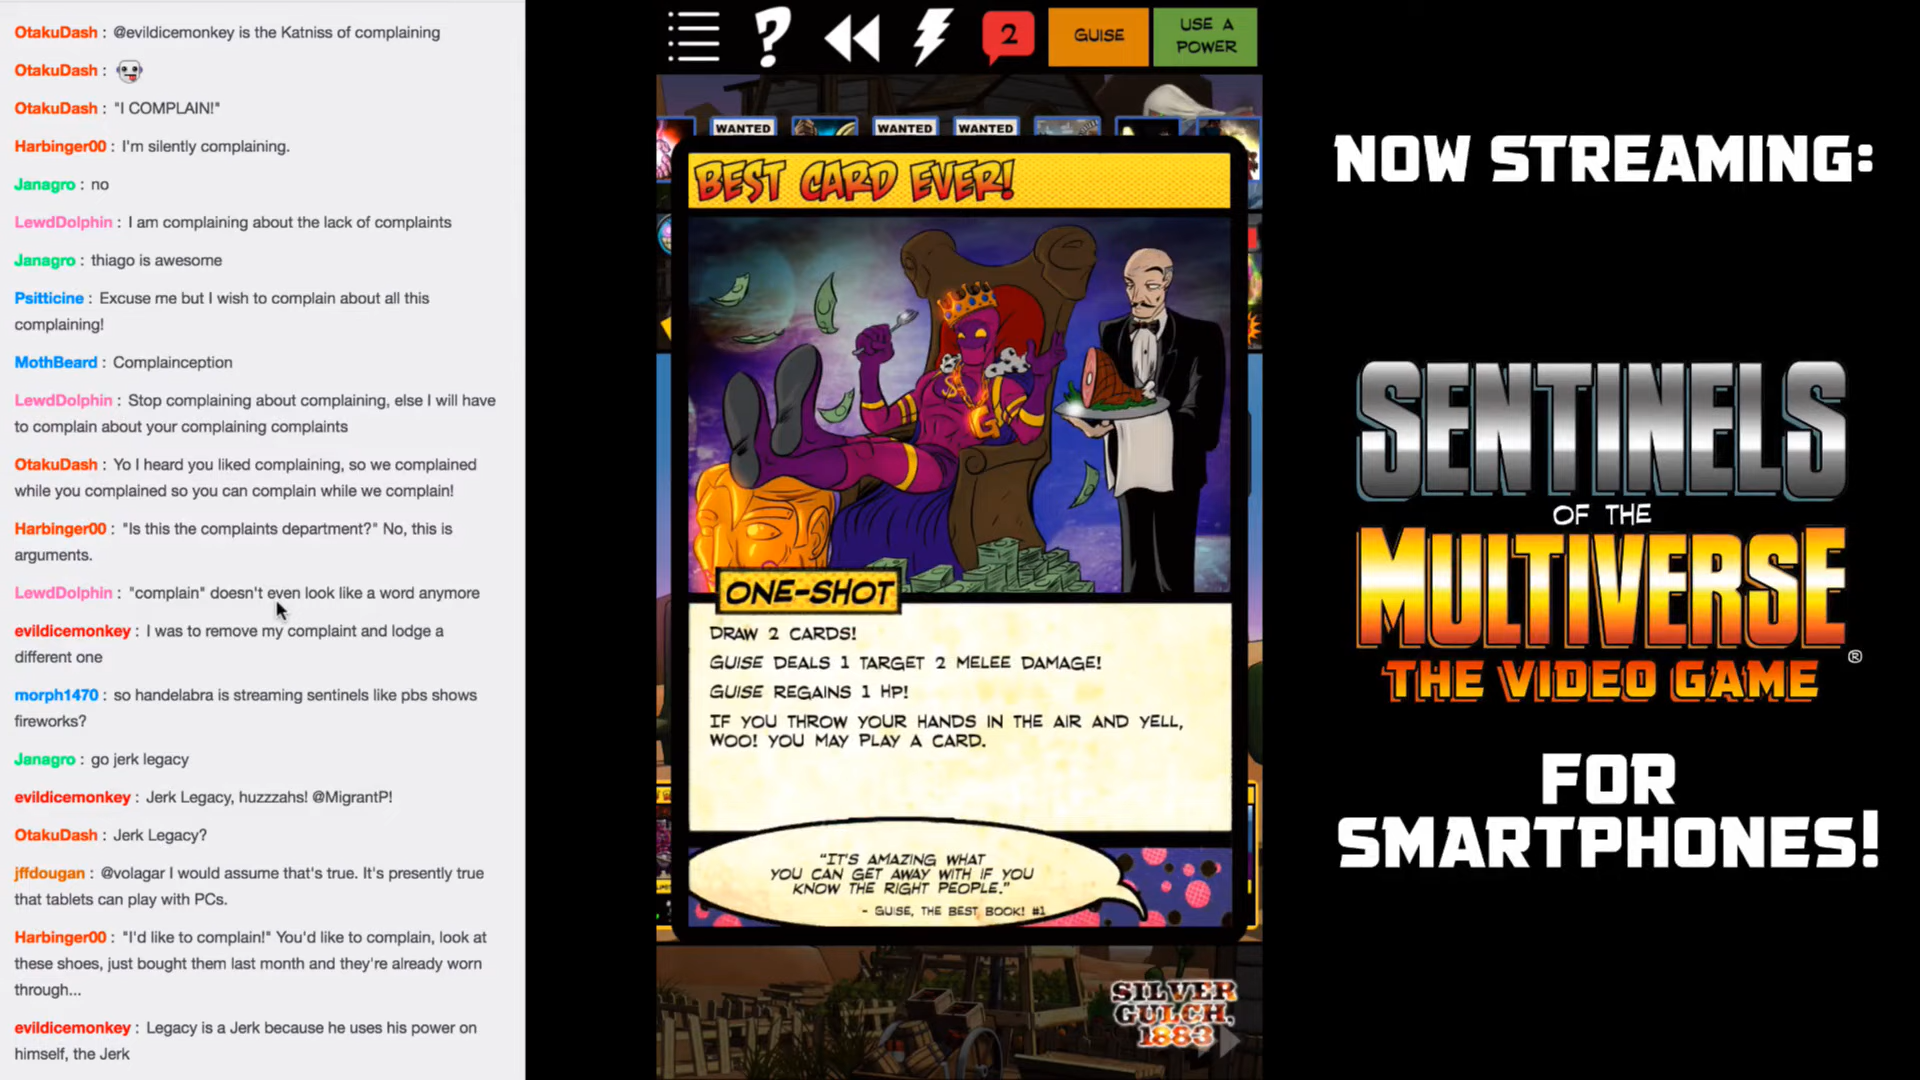 OtakuDash : @evildicemonkey is the Katniss of complaining
OtakuDash :
OtakuDash : "I COMPLAIN!"
Harbinger00 : I'm silently complaining.
Janagro : no
LewdDolphin : I am complaining about the lack of complaints
Janagro : thiago is awesome
Psitticine : Excuse me but I wish to complain about all this
complaining!
MothBeard : Complainception
LewdDolphin : Stop complaining about complaining, else I will have
to complain about your complaining complaints
OtakuDash : Yo I heard you liked complaining, so we complained
while you complained so you can complain while we complain!
Harbinger00 : "Is this the complaints department?" No, this is
arguments.
LewdDolphin : "complain" doesn't even look like a word anymore
evildicemonkey : I was to remove my complaint and lodge a
different one
morph1470 : so handelabra is streaming sentinels like pbs shows
fireworks?
Janagro : go jerk legacy
evildicemonkey : Jerk Legacy, huzzzahs! @MigrantP!
OtakuDash : Jerk Legacy?
jffdougan : @volagar I would assume that's true. It's presently true
that tablets can play with PCs.
Harbinger00 : "I'd like to complain!" You'd like to complain, look at
these shoes, just bought them last month and they're already worn
through...
evildicemonkey : Legacy is a Jerk because he uses his power on
himself, the Jerk
?
2
GUISE
USE A
POWER
WANTED
WANTED
WANTED
BEST CARD EVER!
G
ONE-SHOT
DRAW 2 CARDS!
GUISE DEALS 1 TARGET 2 MELEE DAMAGE!
GUISE REGAINS 1 HP!
IF YOU THROW YOUR HANDS IN THE AIR AND YELL,
WOO! YOU MAY PLAY A CARD.
"IT'S AMAZING WHAT
YOU CAN GET AWAY WITH IF YOU
KNOW THE RIGHT PEOPLE."
- GUISE, THE BEST BOOK! #1
SILVER
GULCH,
1883
NOW STREAMING:
SENTINELS
OF THE
MULTIVERSE
®
THE VIDEO GAME
FOR
SMARTPHONES!